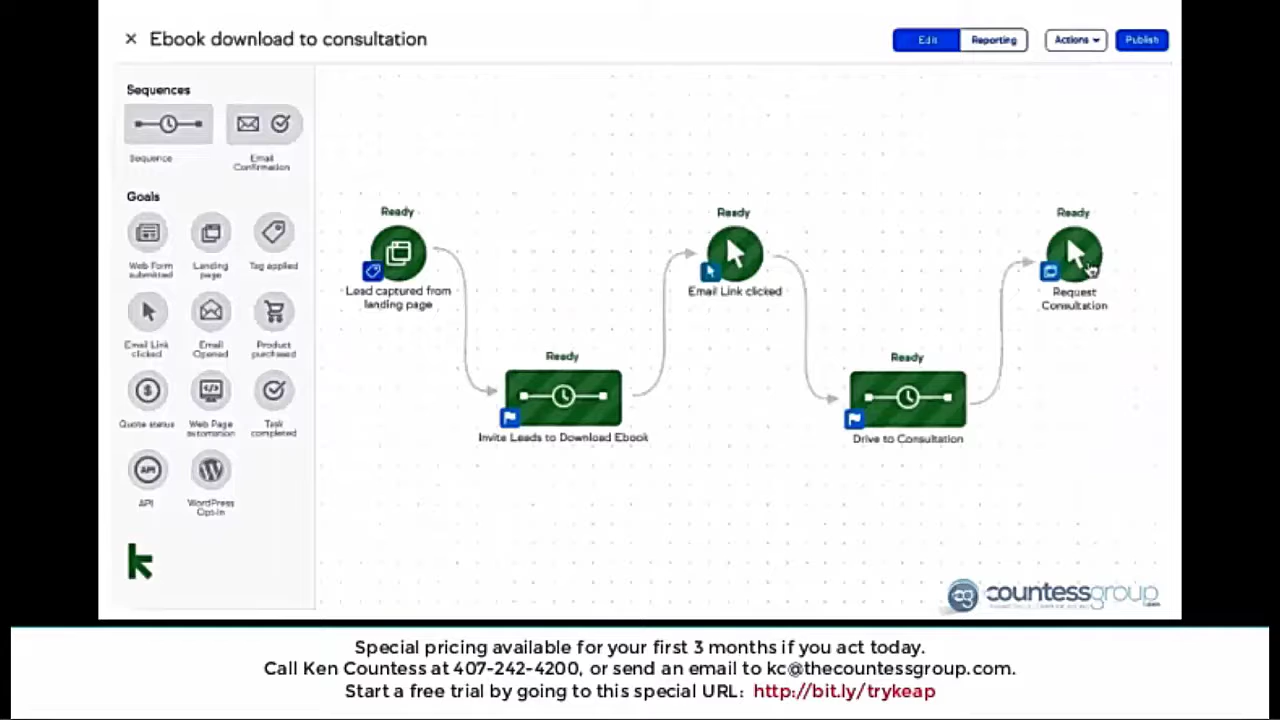 Ebook download to consultation
Edit
Reporting
Actions
Publish
Sequences
Sequence
Email
Confirmation
Goals
Web Form
submitted
Landing
page
Tag applied
Email Link
clicked
Email
Opened
Product
purchased
Quote status
Web Page
automation
Task
completed
API
API
WordPress
Opt-in
Ready
Lead captured from
landing page
Ready
Invite Leads to Download Ebook
Ready
Email Link clicked
Ready
Drive to Consultation
Ready
Request
Consultation
cg countessgroup
.com
Special pricing available for your first 3 months if you act today.
Call Ken Countess at 407-242-4200, or send an email to kc@thecountessgroup.com.
Start a free trial by going to this special URL: http://bit.ly/trykeap